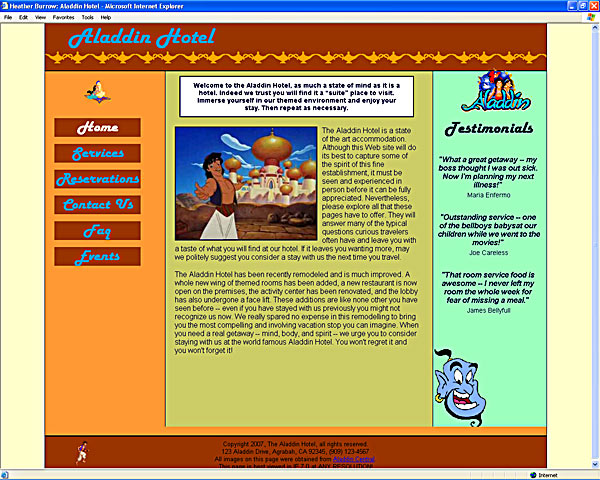 Heather Burrow: Aladdin Hotel - Microsoft Internet Explorer
File Edit View Favorites Tools Help
Aladdin Hotel
Home
Services
Reservations
Contact Us
Faq
Events
Welcome to the Aladdin Hotel, as much a state of mind as it is a
hotel. Indeed we trust you will find it a "suite" place to visit.
Immerse yourself in our themed environment and enjoy your
stay. Then repeat as necessary.
The Aladdin Hotel is a state
of the art accommodation.
Although this Web site will do
its best to capture some of
the spirit of this fine
establishment, it must be
seen and experienced in
person before it can be fully
appreciated. Nevertheless,
please explore all that these
pages have to offer. They will
answer many of the typical
questions curious travelers
often have and leave you with
a taste of what you will find at our hotel. If it leaves you wanting more, may
we politely suggest you consider a stay with us the next time you travel.
The Aladdin Hotel has been recently remodeled and is much improved. A
whole new wing of themed rooms has been added, a new restaurant is now
open on the premises, the activity center has been renovated, and the lobby
has also undergone a face lift. These additions are like none other you have
seen before -- even if you have stayed with us previously you might not
recognize us now. We really spared no expense in this remodelling to bring
you the most compelling and involving vacation stop you can imagine. When
you need a real getaway -- mind, body, and spirit -- we urge you to consider
staying with us at the world famous Aladdin Hotel. You won't regret it and
you won't forget it!
Aladdin
Testimonials
"What a great getaway -- my
boss thought I was out sick.
Now I'm planning my next
illness!"
Maria Enfermo
"Outstanding service -- one
of the bellboys babysat our
children while we went to the
movies!"
Joe Careless
"That room service food is
awesome -- I never left my
room the whole week for
fear of missing a meal."
James Bellyfull
Copyright 2007, The Aladdin Hotel, all rights reserved.
123 Aladdin Drive, Agrabah, CA 92345, (909) 123-4567
All images on this page were obtained from Aladdin Central.
This page is best viewed in IE 7.0 at ANY RESOLUTION!
Internet